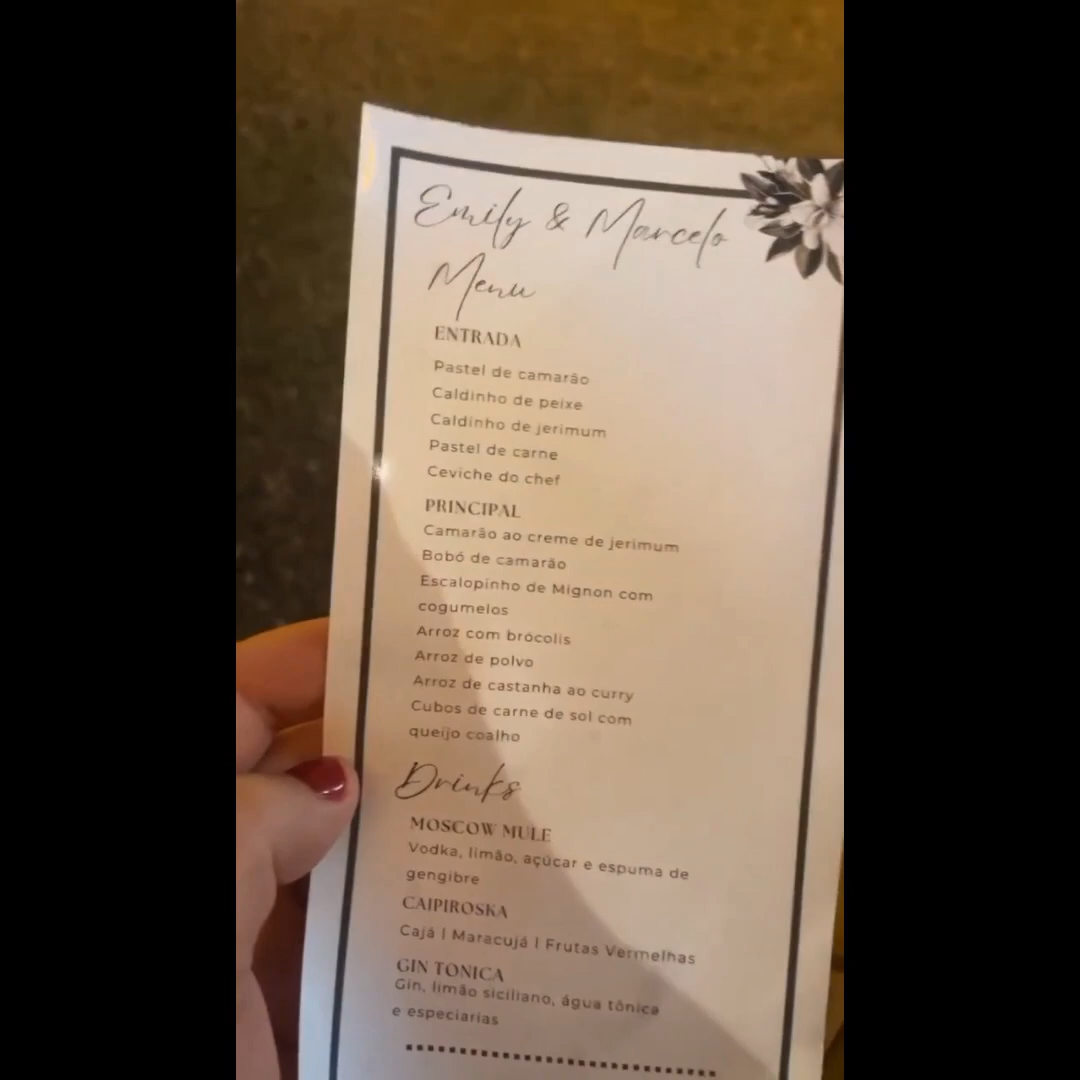 Emily & Marcelo
Menu
ENTRADA
Pastel de camarão
Caldinho de peixe
Caldinho de jerimum
Pastel de carne
Ceviche do chef
PRINCIPAL
Camarão ao creme de jerimum
Bobó de camarão
Escalopinho de Mignon com
cogumelos
Arroz com brócolis
Arroz de polvo
Arroz de castanha ao curry
Cubos de carne de sol com
queijo coalho
Drinks
MOSCOW MULE
Vodka, limão, açúcar e espuma de
gengibre
CAIPIROSKA
Cajá | Maracujá | Frutas Vermelhas
GIN TONICA
Gin, limão siciliano, água tônica
e especiarias